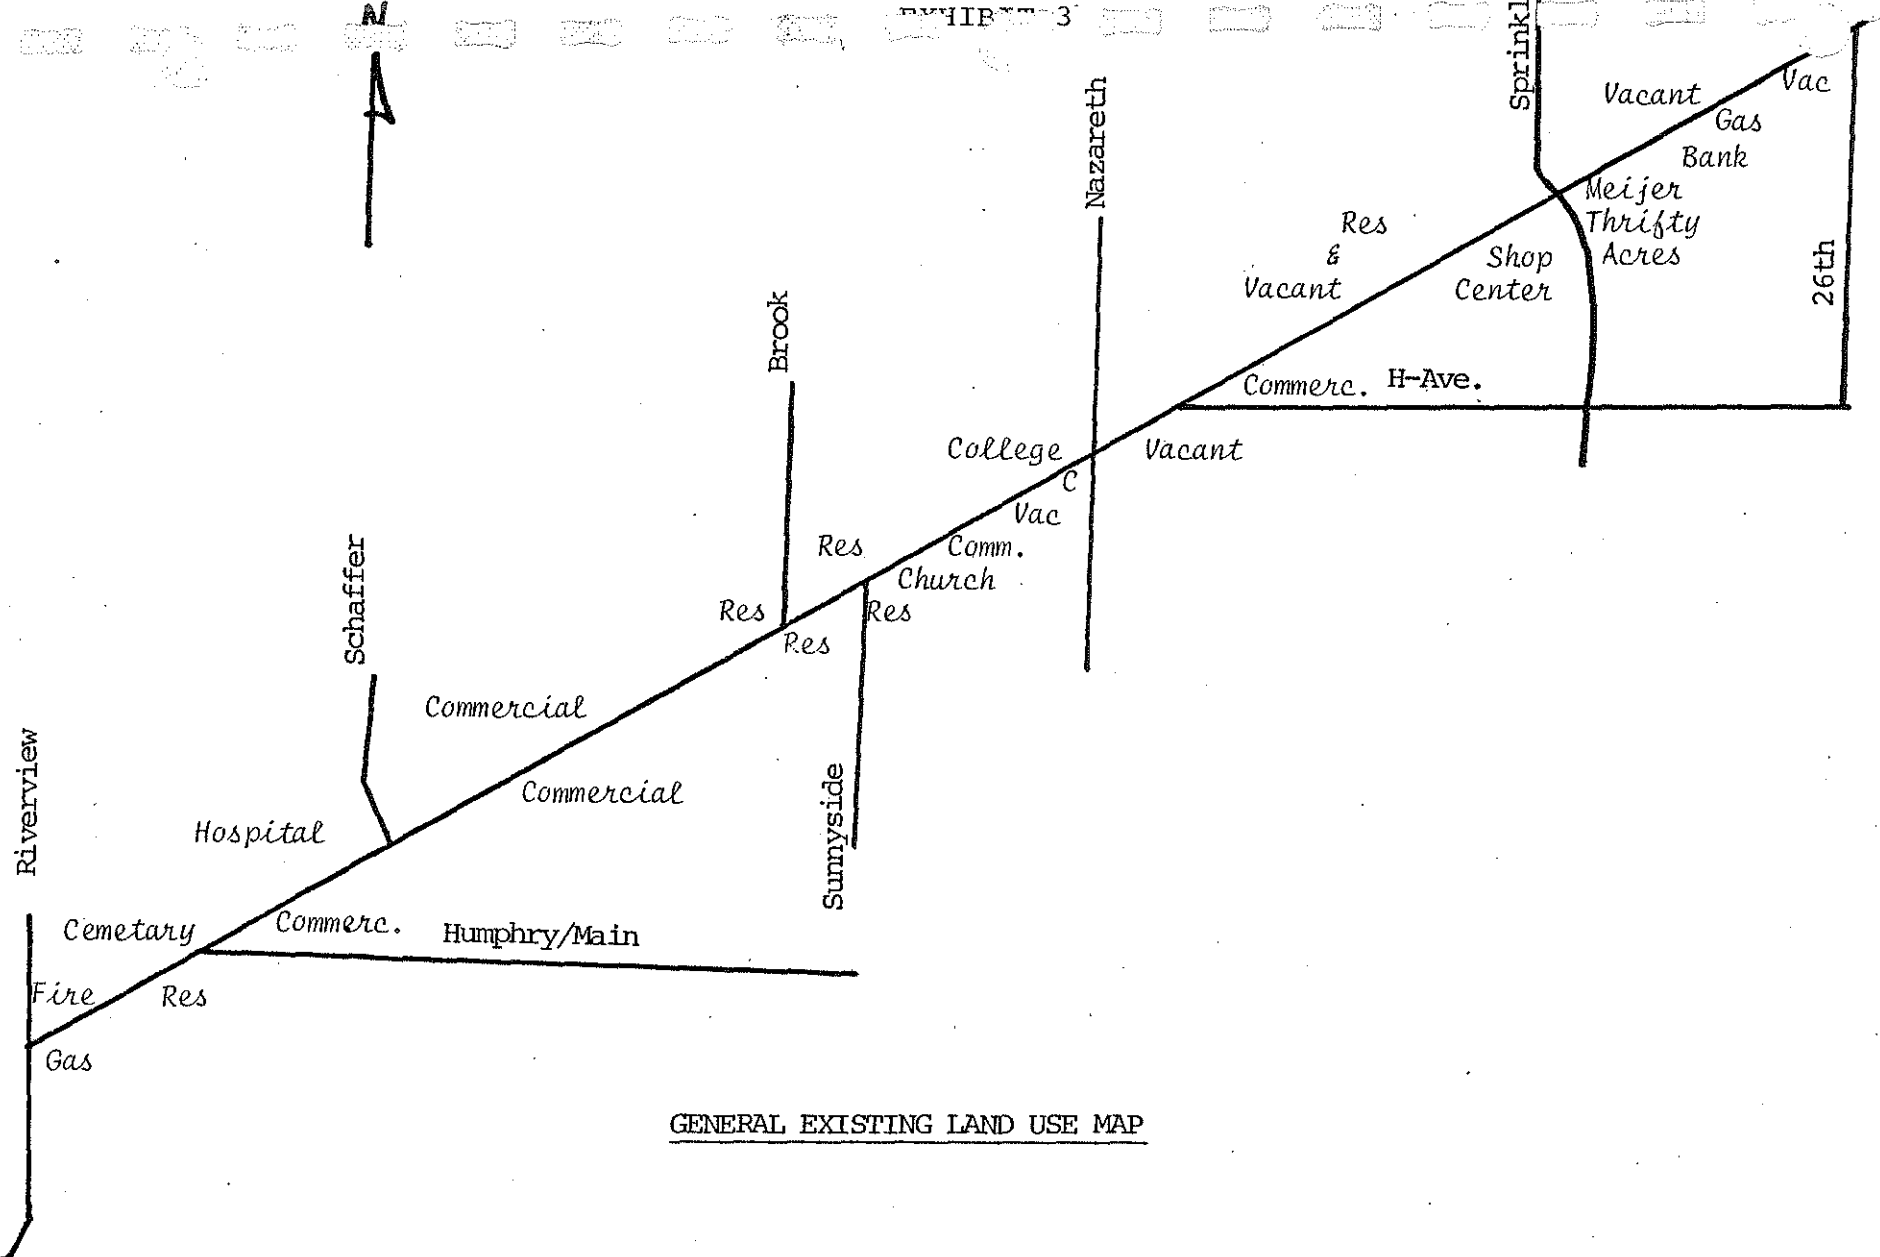 N
EXHIBIT 3
Sprinkl
Vacant
Vac
Gas
Bank
Nazareth
Meijer
Thrifty
Acres
Res
&
Vacant
Shop
Center
26th
Brook
Commerc.
H-Ave.
College
Vacant
C
Vac
Schaffer
Res
Comm.
Church
Res
Res
Res
Commercial
Commercial
Riverview
Hospital
Sunnyside
Cemetary
Commerc.
Humphry/Main
Fire
Res
Gas
GENERAL EXISTING LAND USE MAP